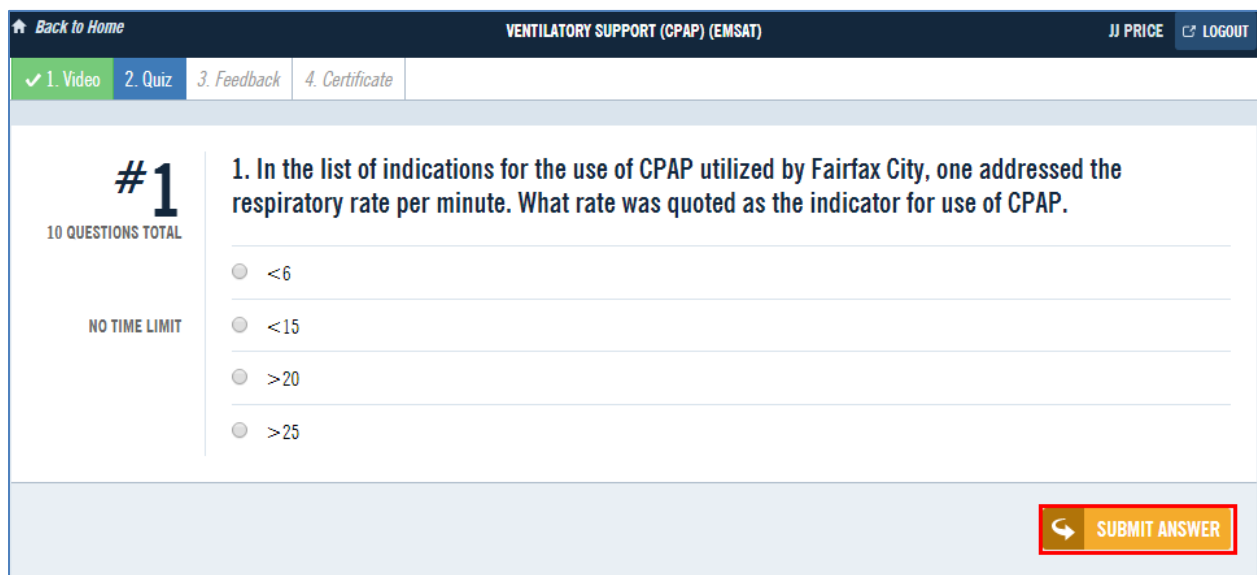 Back to Home
VENTILATORY SUPPORT (CPAP) (EMSAT)
JJ PRICE
LOGOUT
1. Video
2. Quiz
3. Feedback
4. Certificate
#1
10 QUESTIONS TOTAL
NO TIME LIMIT
1. In the list of indications for the use of CPAP utilized by Fairfax City, one addressed the
respiratory rate per minute. What rate was quoted as the indicator for use of CPAP.
<6
<15
>20
>25
SUBMIT ANSWER